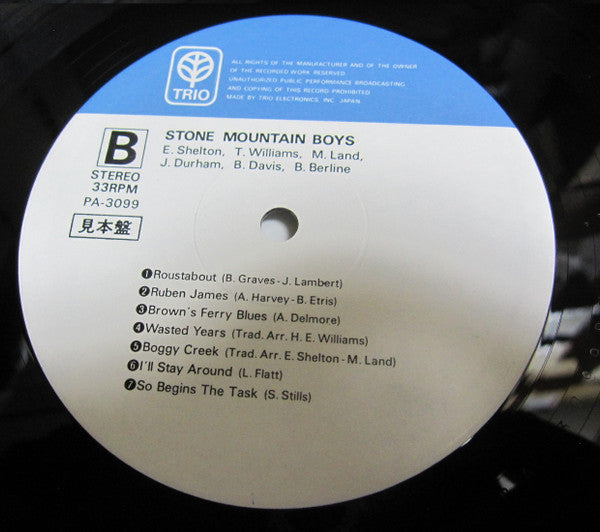 TRIO
ALL RIGHTS OF THE MANUFACTURER AND OF THE OWNER
OF THE RECORDED WORK RESERVED
UNAUTHORIZED PUBLIC PERFORMANCE BROADCASTING
AND COPYING OF THIS RECORD PROHIBITED
MADE BY TRIO ELECTRONICS, INC. JAPAN.
B
STEREO
33RPM
PA-3099
見本盤
STONE MOUNTAIN BOYS
E. Shelton, T. Williams, M. Land,
J. Durham, B. Davis, B. Berline
❶Roustabout (B. Graves-J. Lambert)
❷Ruben James (A. Harvey-B. Etris)
❸Brown's Ferry Blues (A. Delmore)
❹Wasted Years (Trad. Arr. H. E. Williams)
❺Boggy Creek (Trad. Arr. E. Shelton-M. Land)
❻I'll Stay Around (L. Flatt)
❼So Begins The Task (S. Stills)